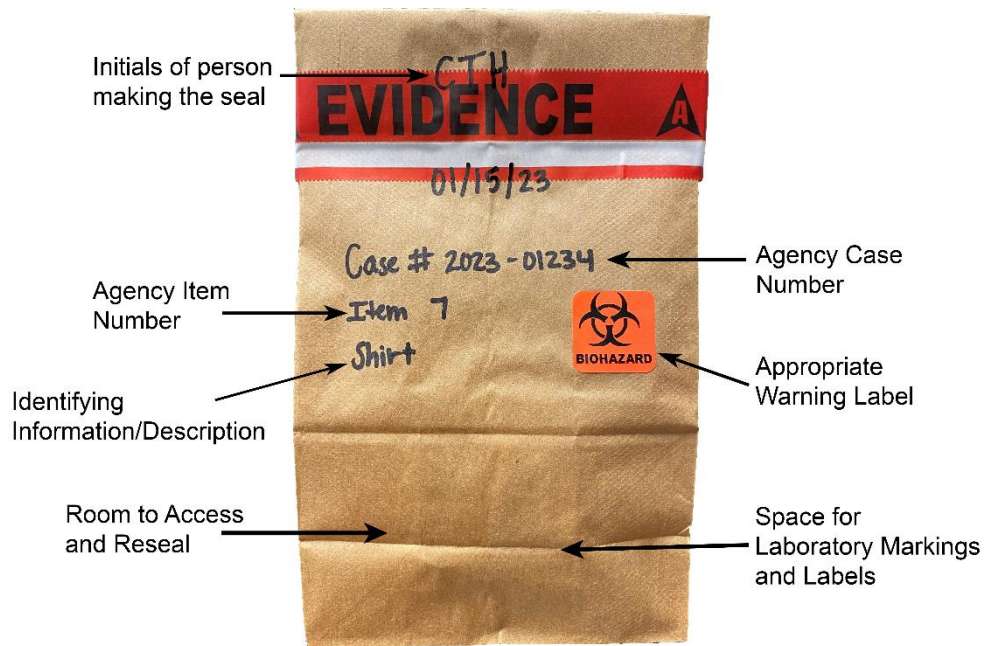 Initials of person
making the seal
CTH
EVIDENCE
A
01/15/23
Case # 2023-01234
Agency Case
Number
Agency Item
Number
Item 7
BIOHAZARD
Shirt
Appropriate
Warning Label
Identifying
Information/Description
Room to Access
and Reseal
Space for
Laboratory Markings
and Labels